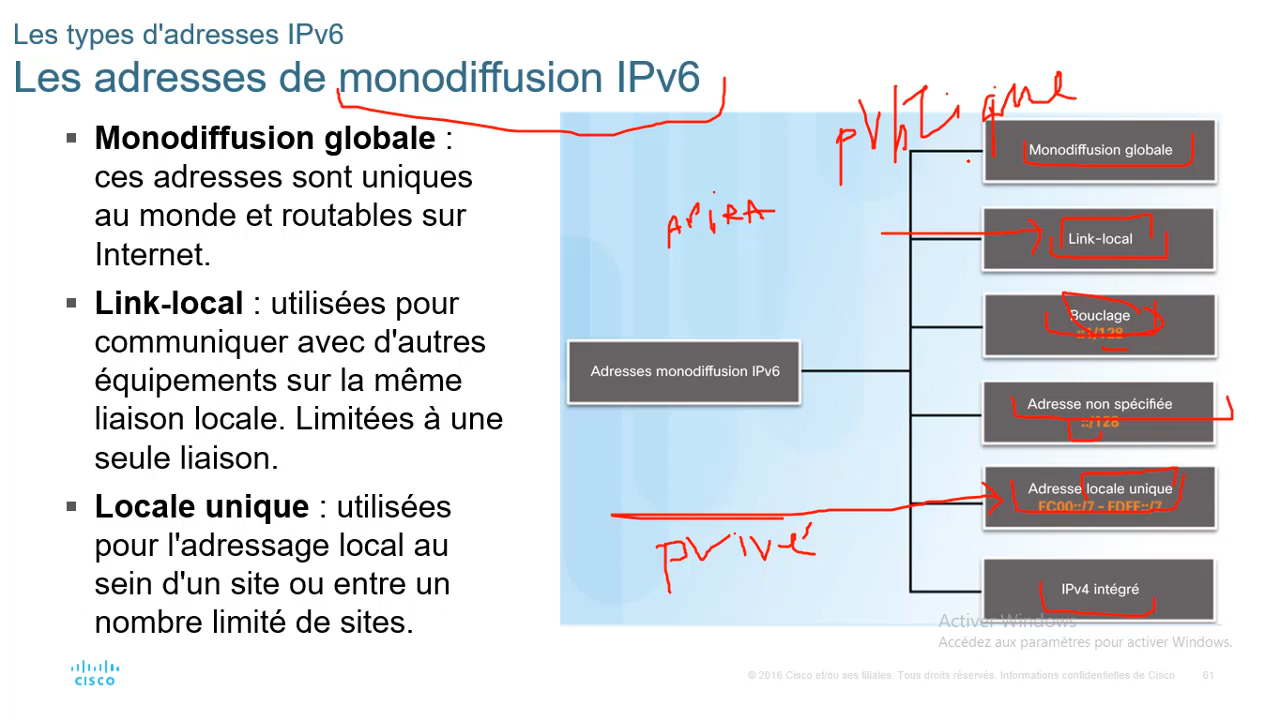 Les types d'adresses IPv6
Les adresses de monodiffusion IPv6
Monodiffusion globale :
ces adresses sont uniques
au monde et routables sur
Internet.
Link-local : utilisées pour
communiquer avec d'autres
équipements sur la même
liaison locale. Limitées à une
seule liaison.
Locale unique : utilisées
pour l'adressage local au
sein d'un site ou entre un
nombre limité de sites.
publique
Monodiffusion globale
Link-local
Bouclage
::1/128
Adresses monodiffusion IPv6
Adresse non spécifiée
::/128
Adresse locale unique
FC00::/7 - FDFF::/7
privé
IPv4 intégré
Activer Windows
Accédez aux paramètres pour activer Windows.
CISCO
© 2016 Cisco et/ou ses filiales. Tous droits réservés. Informations confidentielles de Cisco
61